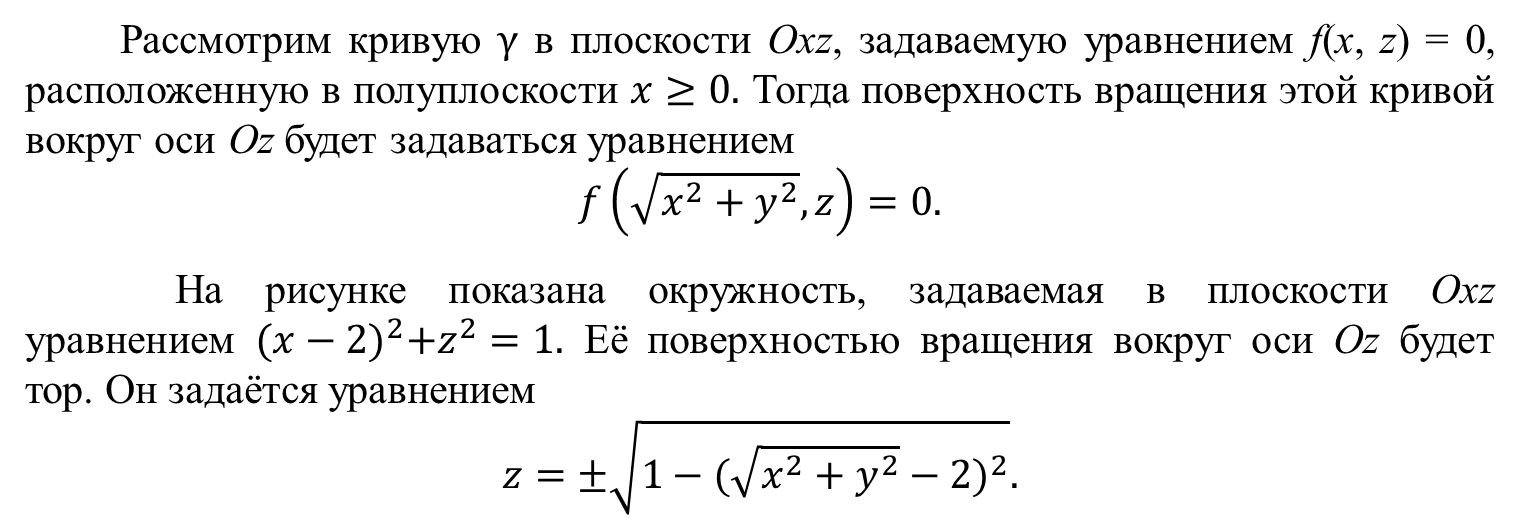 Рассмотрим кривую γ в плоскости Oxz, задаваемую уравнением f(x, z) = 0,
расположенную в полуплоскости x ≥ 0. Тогда поверхность вращения этой кривой
вокруг оси Oz будет задаваться уравнением
f(√(x² + y²), z) = 0.
На рисунке показана окружность, задаваемая в плоскости Oxz
уравнением (x − 2)²+z² = 1. Её поверхностью вращения вокруг оси Oz будет
тор. Он задаётся уравнением
z = ±√(1 − (√(x² + y²) − 2)²).